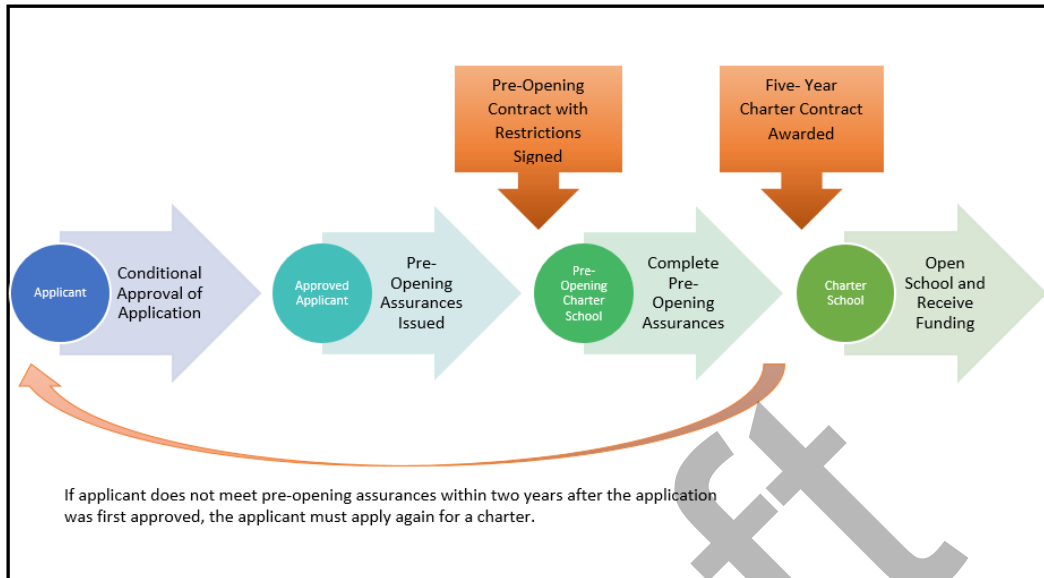 Pre-Opening
Contract with
Restrictions
Signed
Five- Year
Charter Contract
Awarded
Applicant
Conditional
Approval of
Application
Approved
Applicant
Pre-
Opening
Assurances
Issued
Pre-
Opening
Charter
School
Complete
Pre-
Opening
Assurances
Charter
School
Open
School and
Receive
Funding
If applicant does not meet pre-opening assurances within two years after the application
was first approved, the applicant must apply again for a charter.
ft